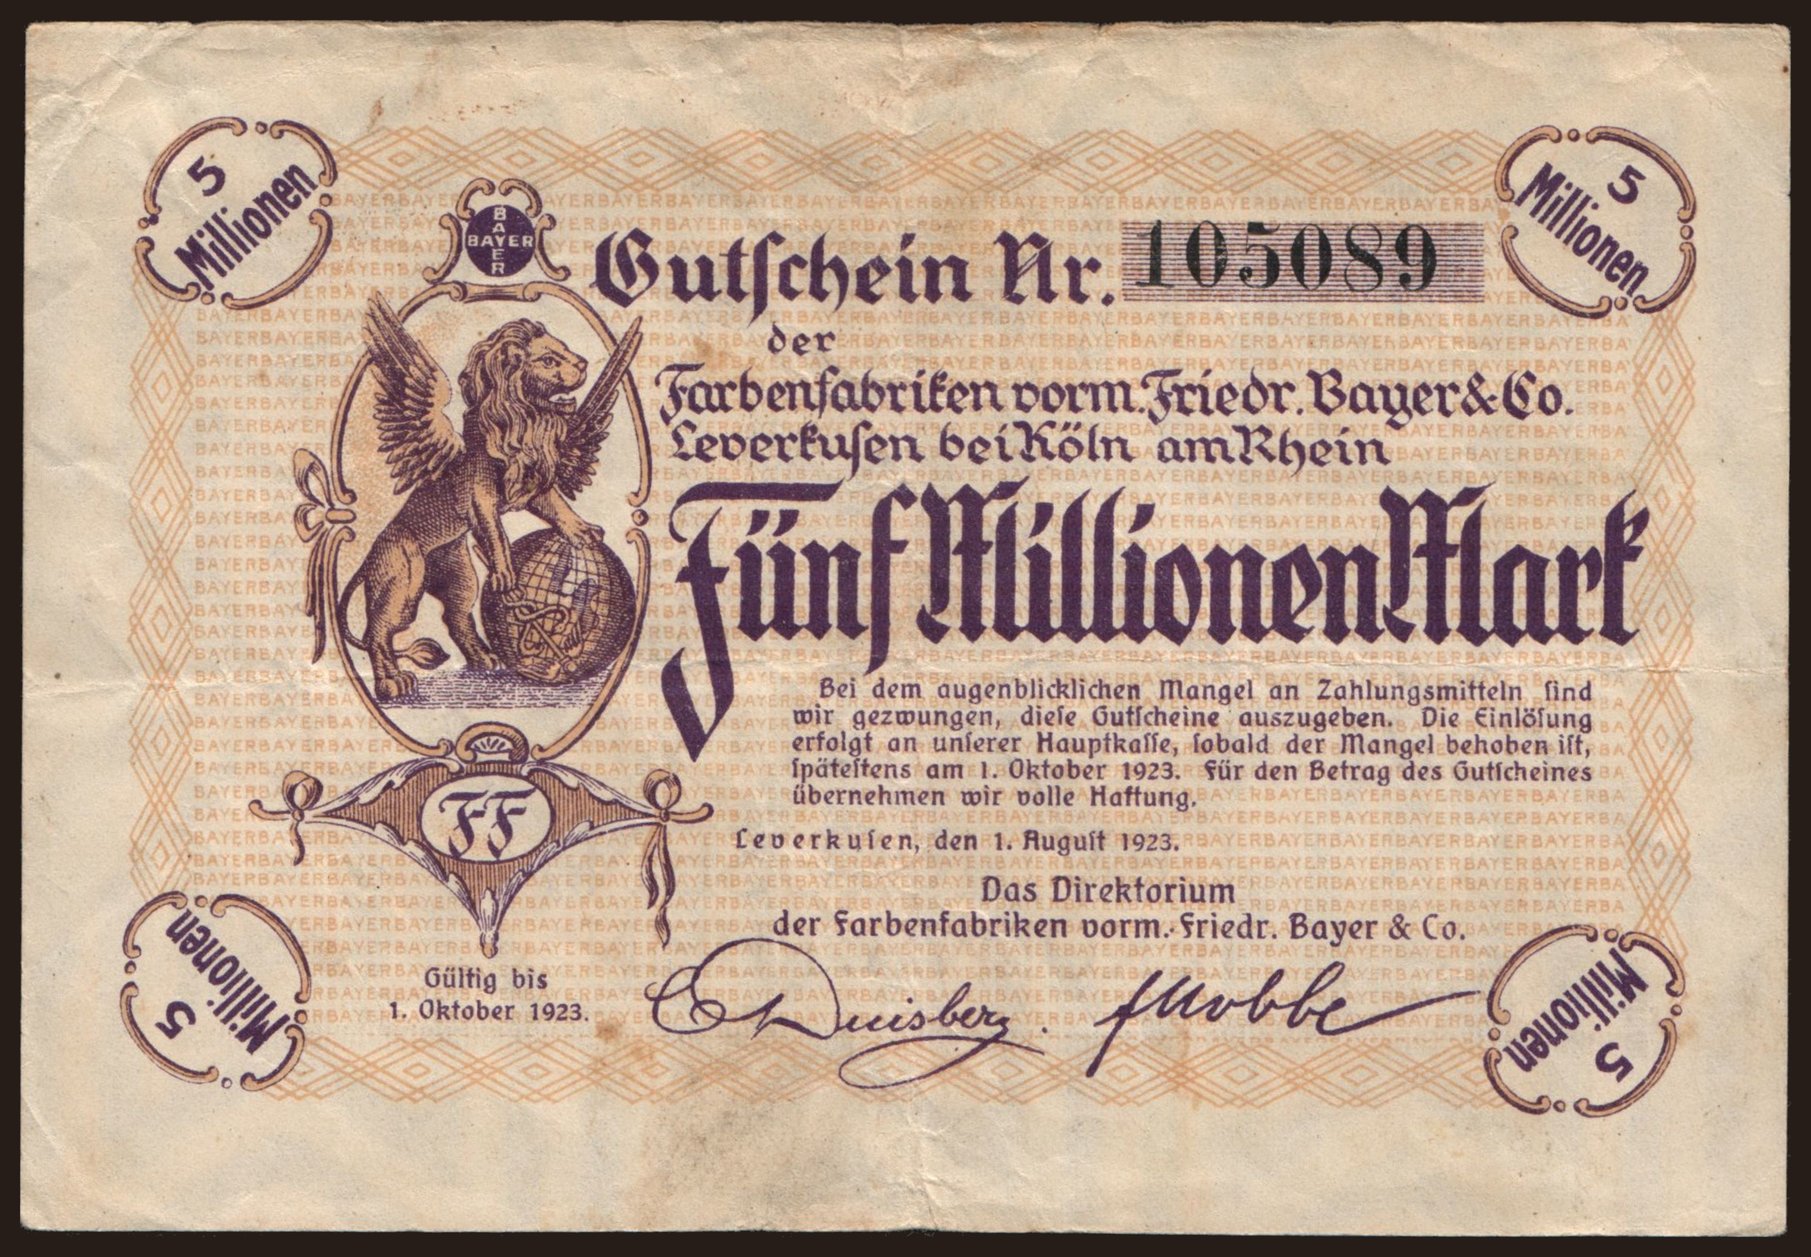 5
Millionen
5
Millionen
BAYER
BAYER
Gutſchein Nr. 105089
der
Farbenfabriken vorm. Friedr. Bayer & Co.
Leverkuſen bei Köln am Rhein
Fünf Millionen Mark
Bei dem augenblicklichen Mangel an Zahlungsmitteln ſind
wir gezwungen, dieſe Gutſcheine auszugeben. Die Einlöſung
erfolgt an unſerer Hauptkaſſe, ſobald der Mangel behoben iſt,
ſpäteſtens am 1. Oktober 1923. Für den Betrag des Gutſcheines
übernehmen wir volle Haftung.
FF
Leverkuſen, den 1. Auguſt 1923.
Das Direktorium
der Farbenfabriken vorm. Friedr. Bayer & Co.
Gültig bis
1. Oktober 1923.
C Duisberg.
5
Millionen
5
Millionen